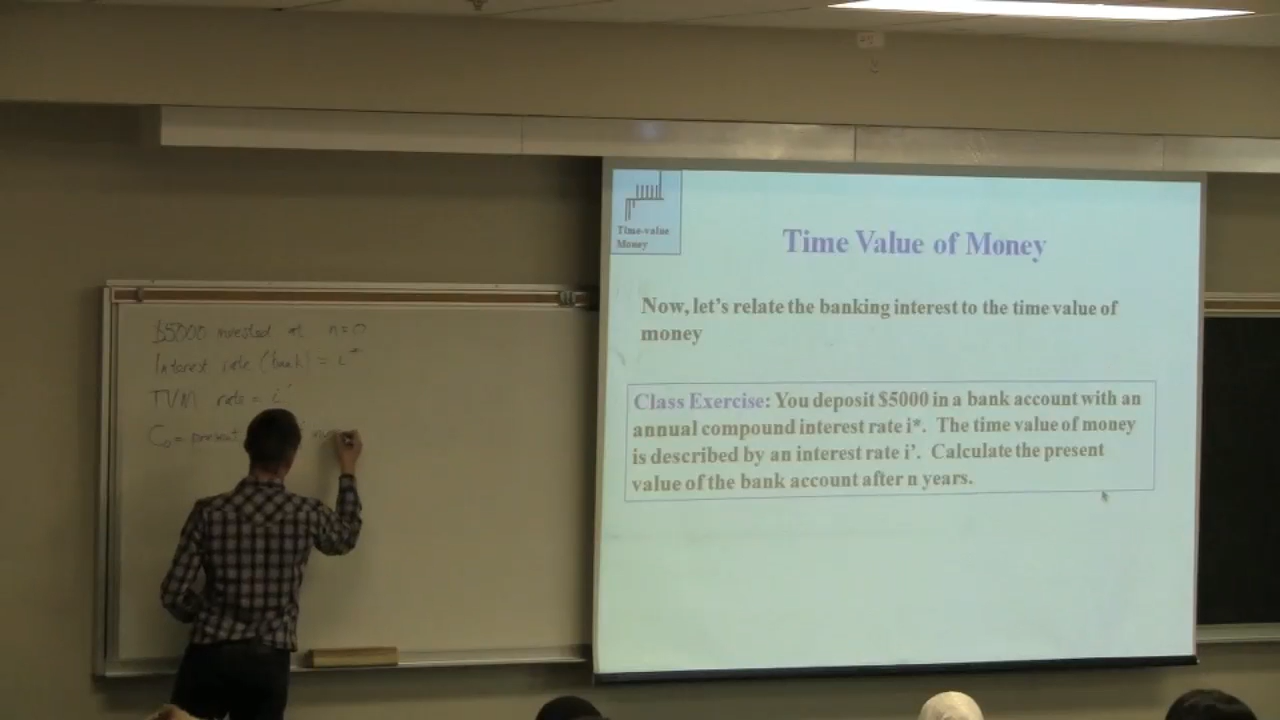 $5000 invested at n=0
Interest rate (bank) = i*
TVM rate = i'
C₀ = present
Time-value
Money
Time Value of Money
Now, let's relate the banking interest to the time value of
money
Class Exercise: You deposit $5000 in a bank account with an
annual compound interest rate i*. The time value of money
is described by an interest rate i'. Calculate the present
value of the bank account after n years.